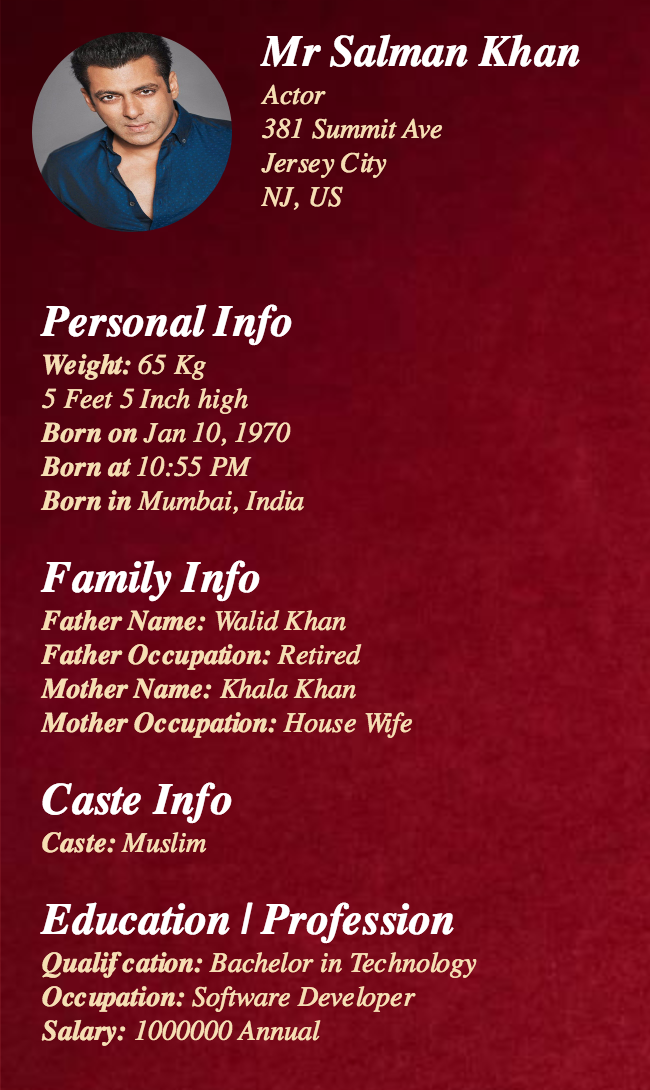 Mr Salman Khan
Actor
381 Summit Ave
Jersey City
NJ, US
Personal Info
Weight: 65 Kg
5 Feet 5 Inch high
Born on Jan 10, 1970
Born at 10:55 PM
Born in Mumbai, India
Family Info
Father Name: Walid Khan
Father Occupation: Retired
Mother Name: Khala Khan
Mother Occupation: House Wife
Caste Info
Caste: Muslim
Education | Profession
Qualification: Bachelor in Technology
Occupation: Software Developer
Salary: 1000000 Annual